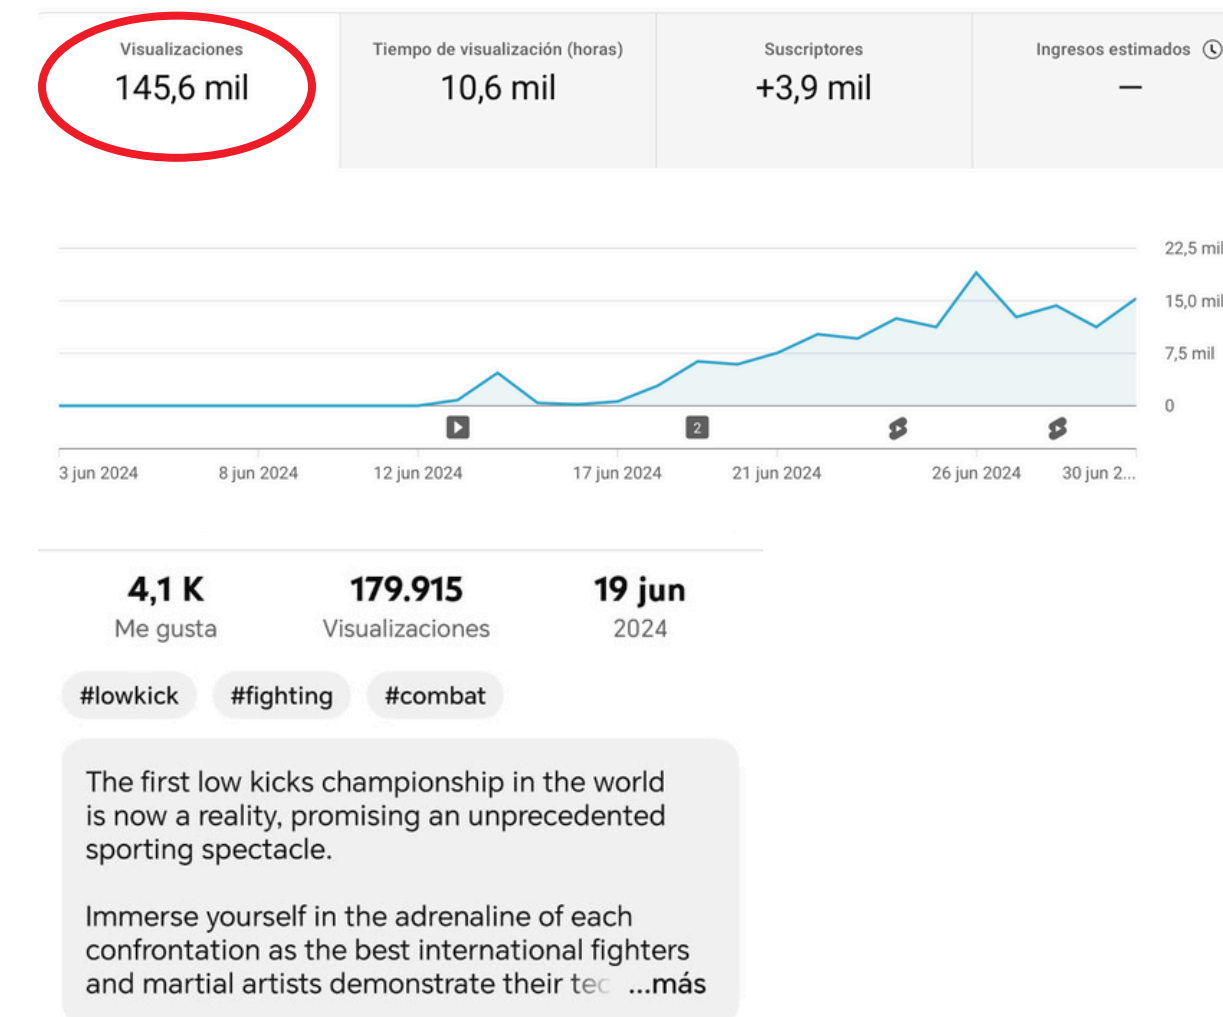 Visualizaciones
145,6 mil
Tiempo de visualización (horas)
10,6 mil
Suscriptores
+3,9 mil
Ingresos estimados
—
22,5 mil
15,0 mil
7,5 mil
0
2
3 jun 2024
8 jun 2024
12 jun 2024
17 jun 2024
21 jun 2024
26 jun 2024
30 jun 2...
4,1 K
Me gusta
179.915
Visualizaciones
19 jun
2024
#lowkick
#fighting
#combat
The first low kicks championship in the world
is now a reality, promising an unprecedented
sporting spectacle.
Immerse yourself in the adrenaline of each
confrontation as the best international fighters
and martial artists demonstrate their tec ...más